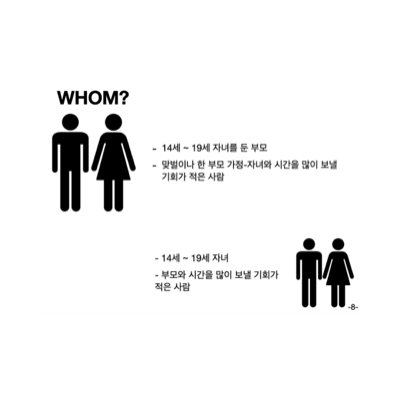 WHOM?
- 14세 ~ 19세 자녀를 둔 부모
- 맞벌이나 한 부모 가정-자녀와 시간을 많이 보낼
기회가 적은 사람
- 14세 ~ 19세 자녀
- 부모와 시간을 많이 보낼 기회가
적은 사람
-8-